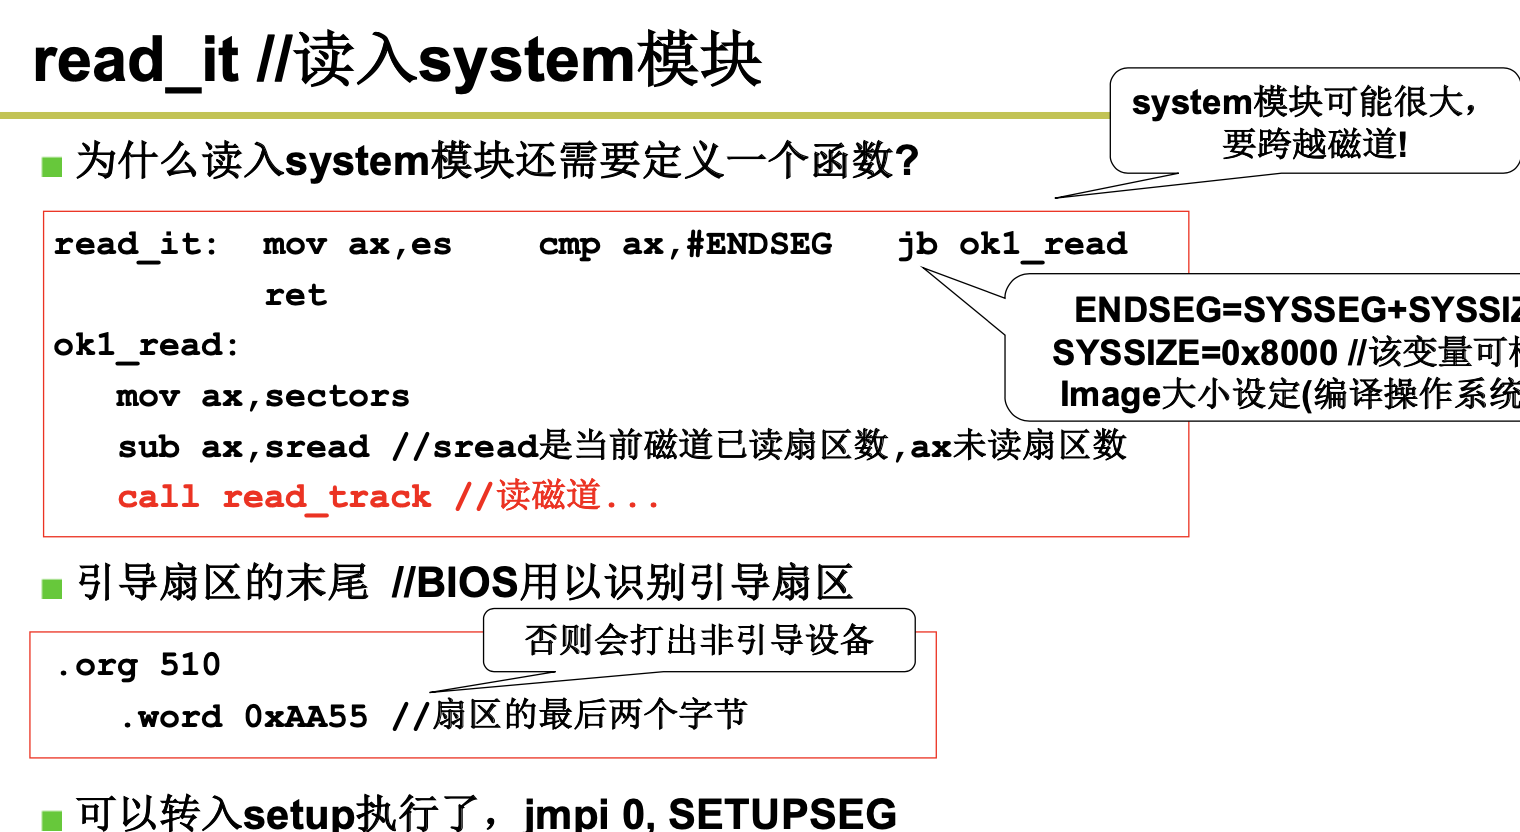 read_it //读入system模块
system模块可能很大，
要跨越磁道!
为什么读入system模块还需要定义一个函数?
read_it: mov ax,es cmp ax,#ENDSEG jb ok1_read
ret
ENDSEG=SYSSEG+SYSSIZ
SYSSIZE=0x8000 //该变量可
Image大小设定(编译操作系统
ok1_read:
mov ax,sectors
sub ax,sread //sread是当前磁道已读扇区数,ax未读扇区数
call read_track //读磁道...
引导扇区的末尾 //BIOS用以识别引导扇区
否则会打出非引导设备
.org 510
.word 0xAA55 //扇区的最后两个字节
可以转入setup执行了，jmpi 0, SETUPSEG